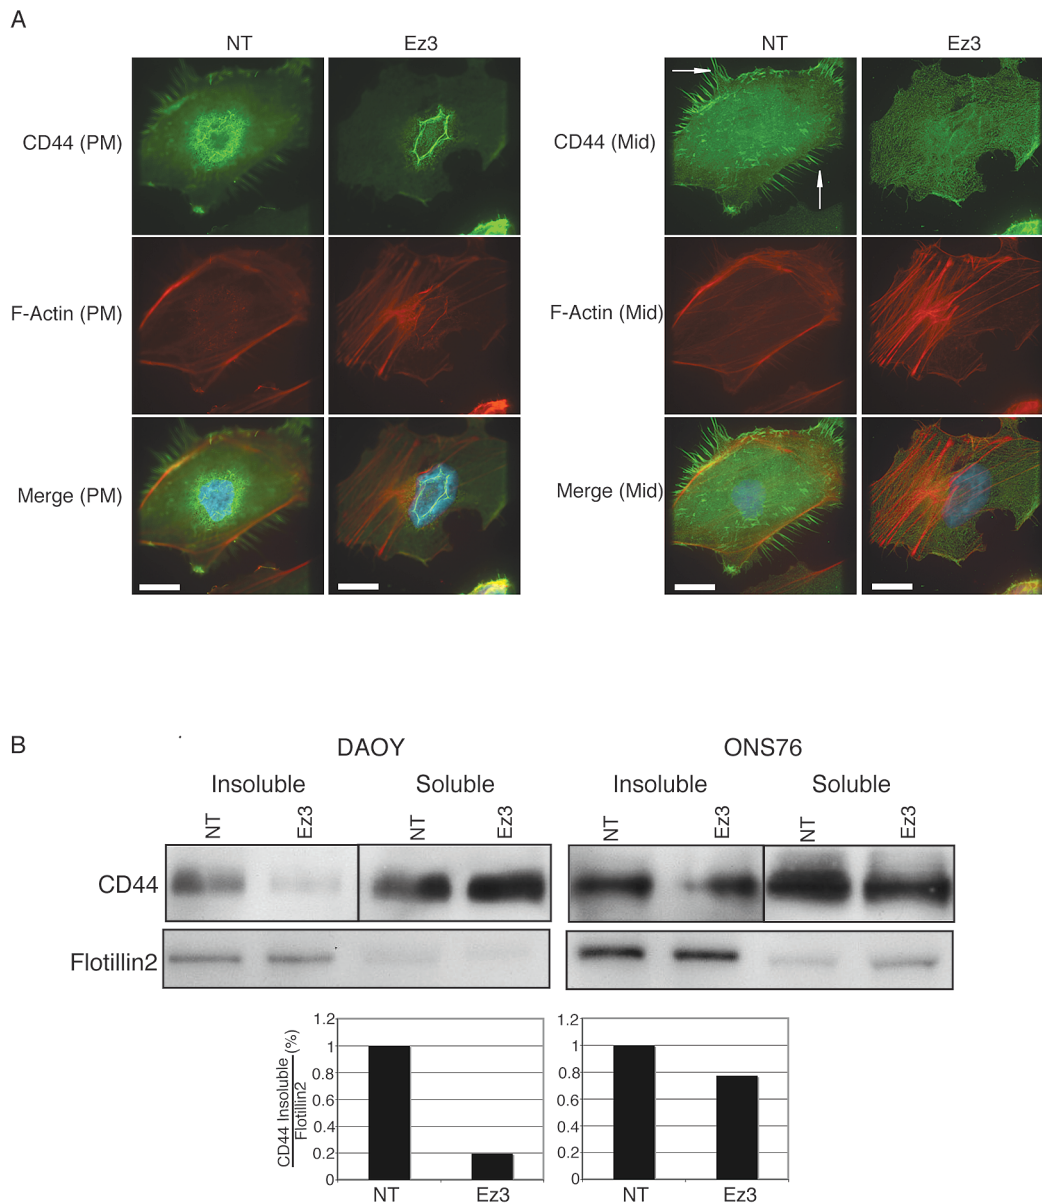 A
NT Ez3 NT Ez3
CD44 (PM)
CD44 (Mid)
F-Actin (PM)
F-Actin (Mid)
Merge (PM)
Merge (Mid)
B
DAOY
ONS76
Insoluble Soluble Insoluble Soluble
NT Ez3 NT Ez3 NT Ez3 NT Ez3
CD44
Flotillin2
CD44 Insoluble
Flotillin2
(%)
1.2
1
0.8
0.6
0.4
0.2
0
NT Ez3
1.2
1
0.8
0.6
0.4
0.2
0
NT Ez3